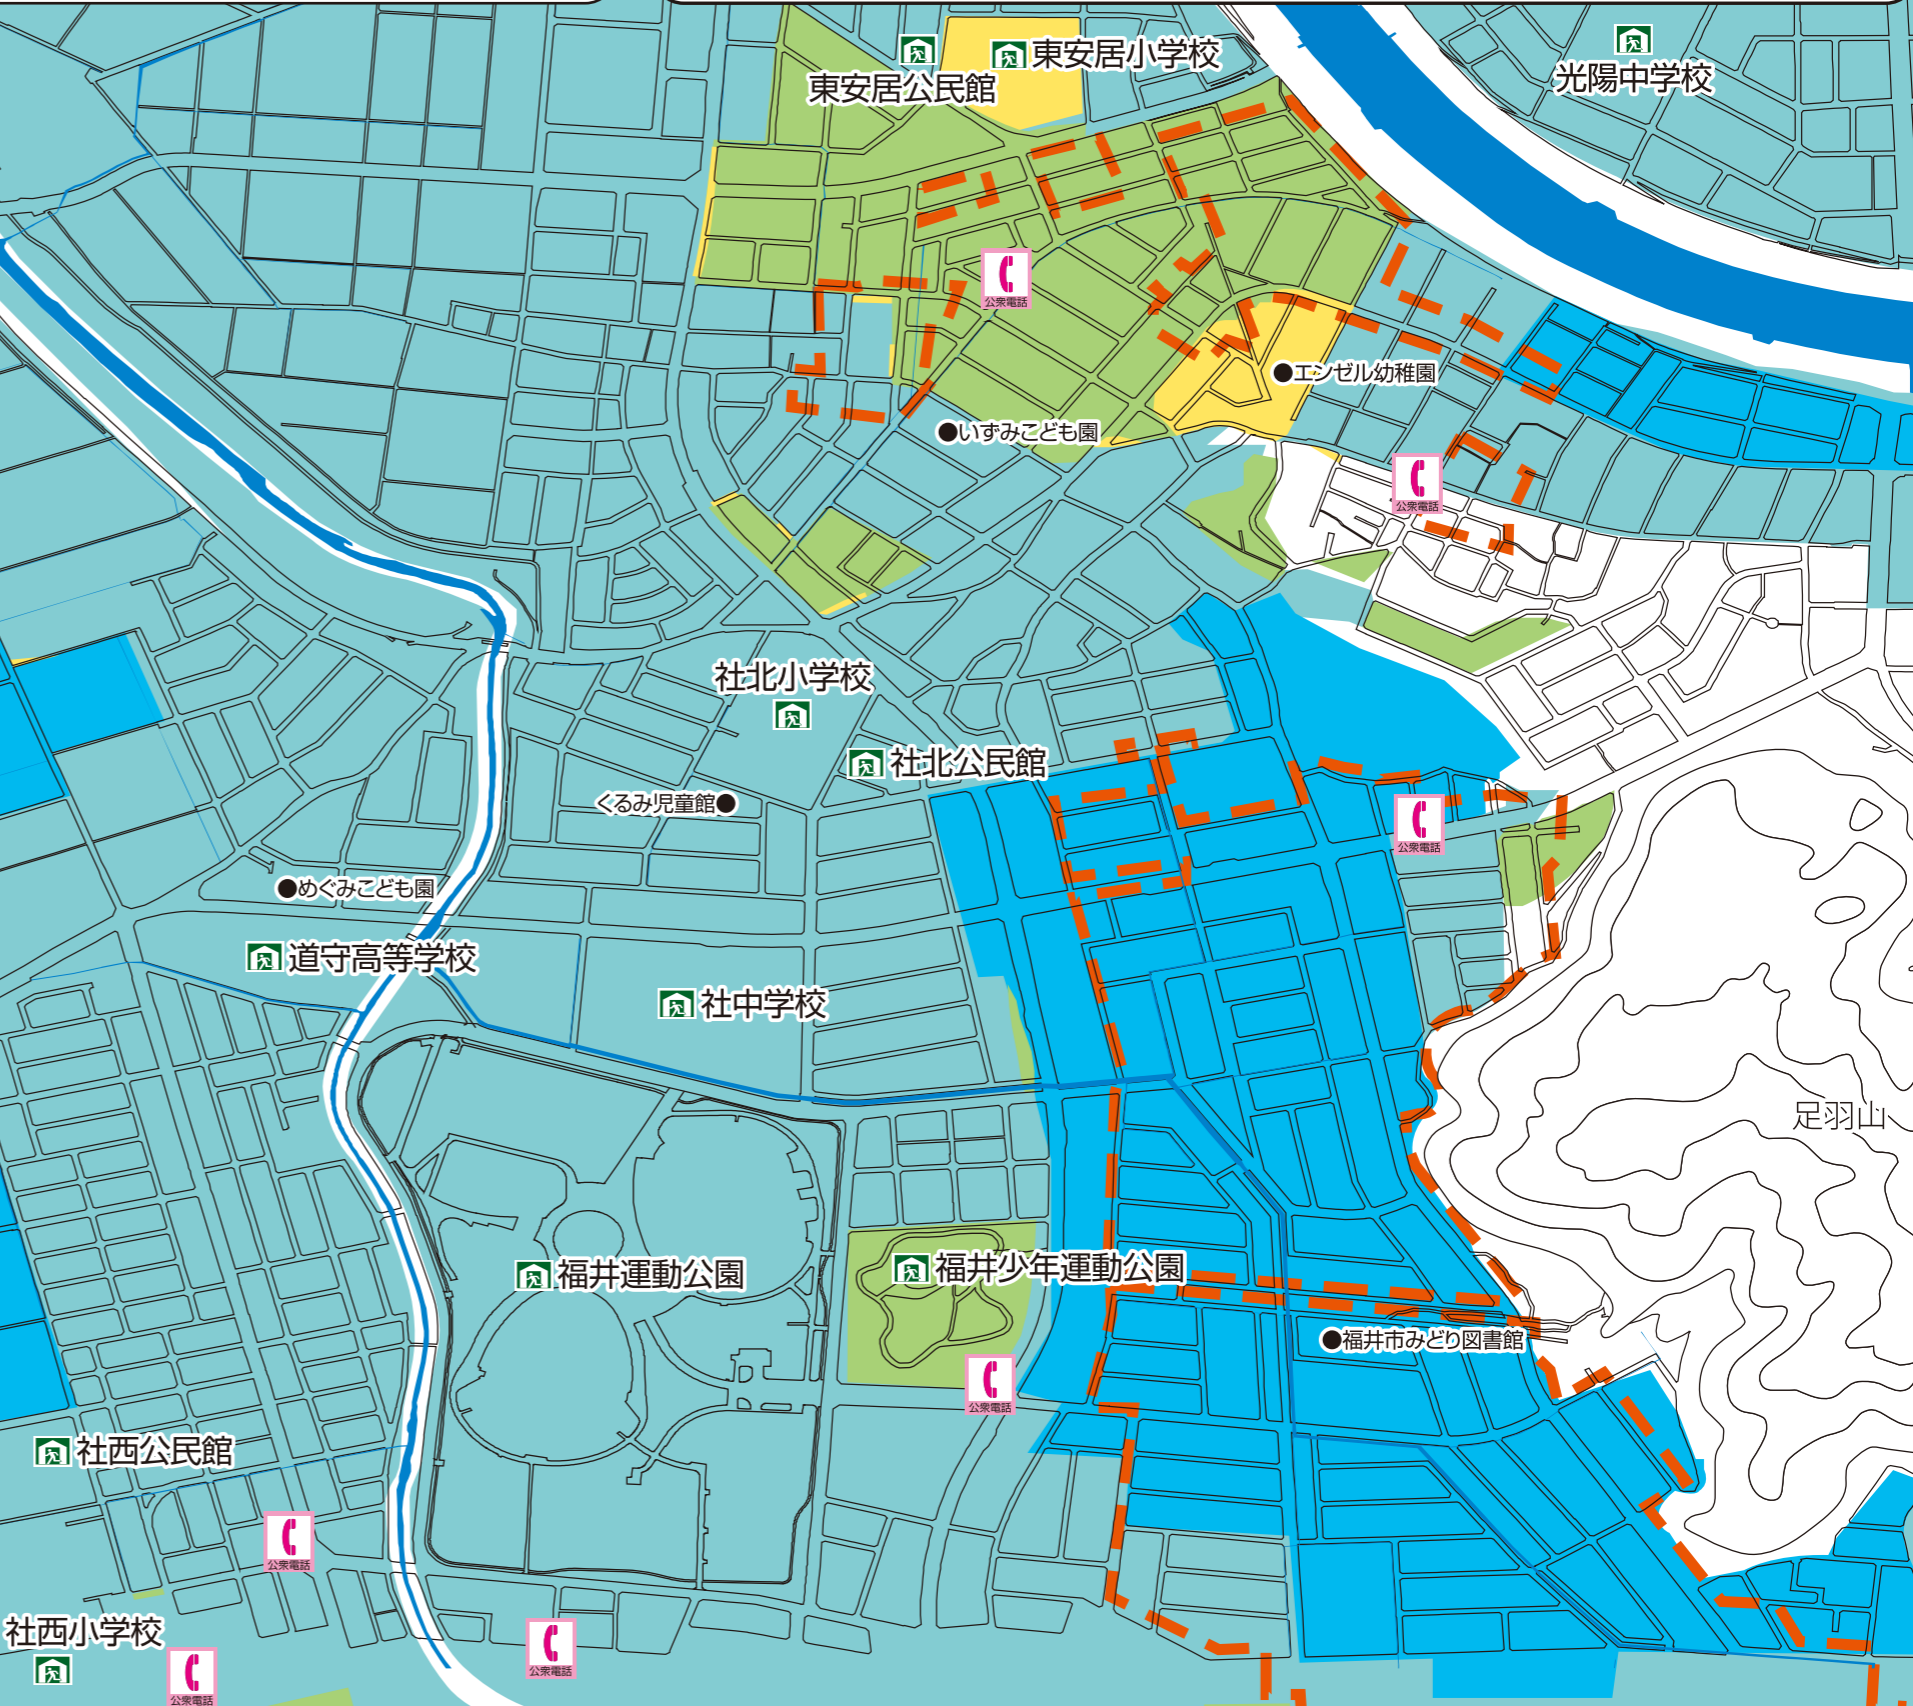 東安居小学校
東安居公民館
光陽中学校
公衆電話
●エンゼル幼稚園
●いずみこども園
公衆電話
社北小学校
社北公民館
くるみ児童館●
公衆電話
●めぐみこども園
道守高等学校
社中学校
足羽山
福井運動公園
福井少年運動公園
●福井市みどり図書館
公衆電話
社西公民館
公衆電話
社西小学校
公衆電話
公衆電話